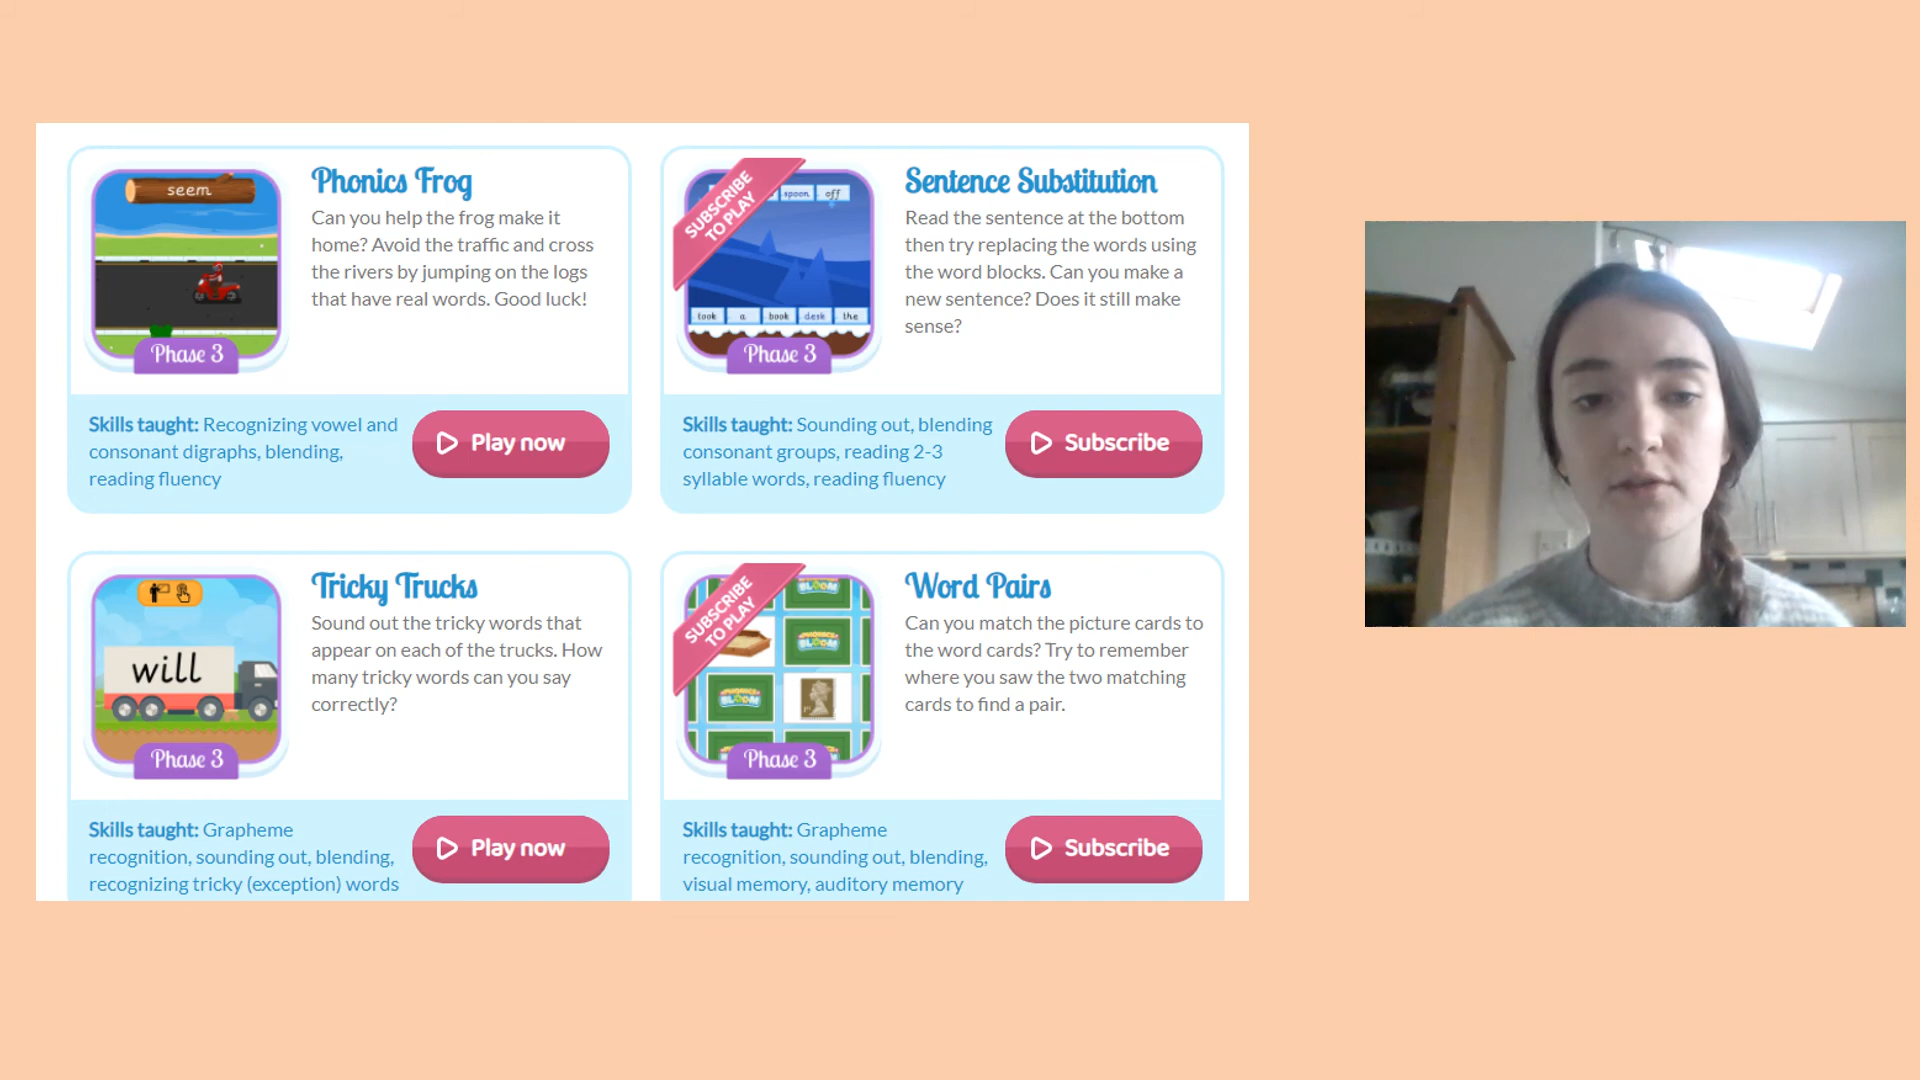 seem
Phase 3
Phonics Frog
Can you help the frog make it
home? Avoid the traffic and cross
the rivers by jumping on the logs
that have real words. Good luck!
Skills taught: Recognizing vowel and
consonant digraphs, blending,
reading fluency
Play now
SUBSCRIBE
TO PLAY
spoon off
took a book desk the
Phase 3
Sentence Substitution
Read the sentence at the bottom
then try replacing the words using
the word blocks. Can you make a
new sentence? Does it still make
sense?
Skills taught: Sounding out, blending
consonant groups, reading 2-3
syllable words, reading fluency
Subscribe
will
Phase 3
Tricky Trucks
Sound out the tricky words that
appear on each of the trucks. How
many tricky words can you say
correctly?
Skills taught: Grapheme
recognition, sounding out, blending,
recognizing tricky (exception) words
Play now
SUBSCRIBE
TO PLAY
BLOOM
PHONICS
BLOOM
PHONICS
BLOOM
Phase 3
Word Pairs
Can you match the picture cards to
the word cards? Try to remember
where you saw the two matching
cards to find a pair.
Skills taught: Grapheme
recognition, sounding out, blending,
visual memory, auditory memory
Subscribe